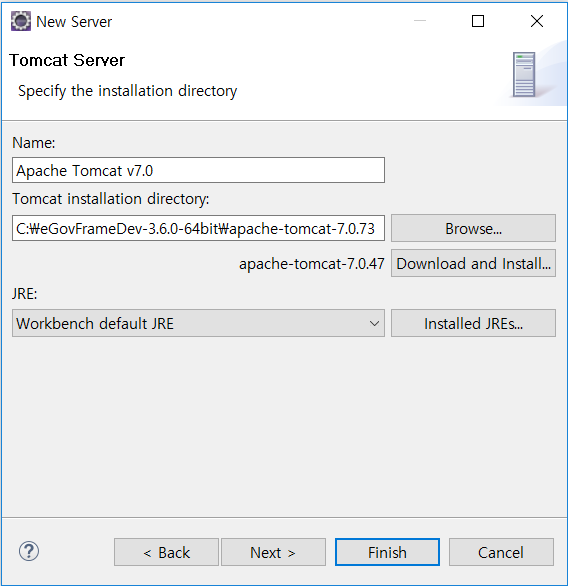 New Server
Tomcat Server
Specify the installation directory
Name:
Apache Tomcat v7.0
Tomcat installation directory:
C:₩eGovFrameDev-3.6.0-64bit₩apache-tomcat-7.0.73 Browse...
apache-tomcat-7.0.47 Download and Install...
JRE:
Workbench default JRE Installed JREs...
? < Back Next > Finish Cancel